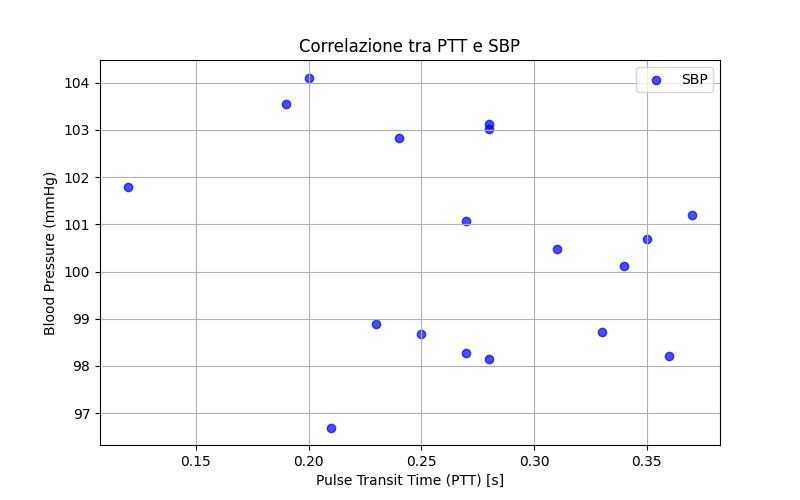 Correlazione tra PTT e SBP
SBP
Blood Pressure (mmHg)
104
103
102
101
100
99
98
97
0.15 0.20 0.25 0.30 0.35
Pulse Transit Time (PTT) [s]